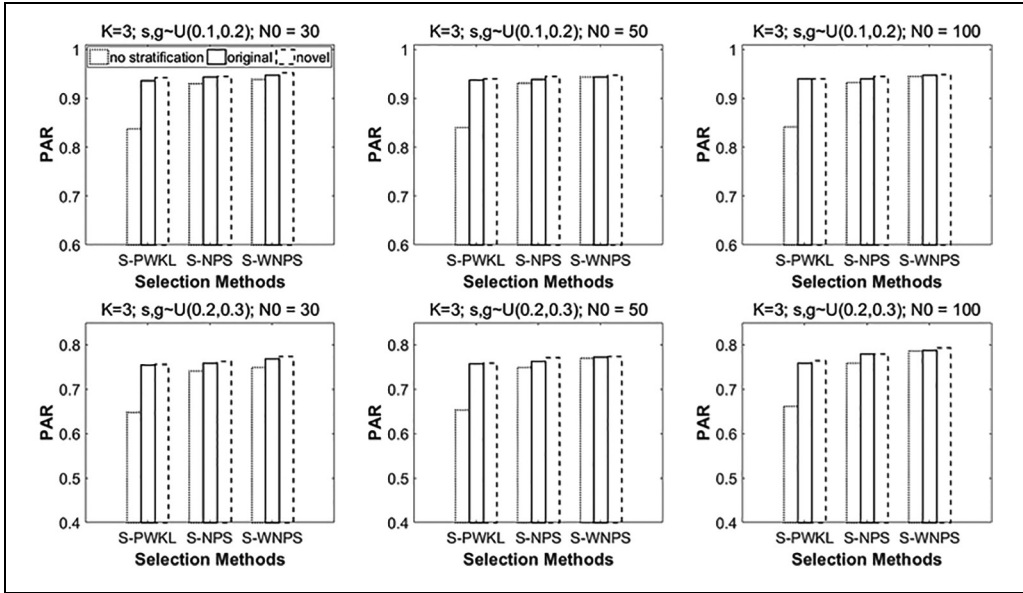 K=3; s,g~U(0.1,0.2); N0 = 30
1
0.9
0.8
0.7
0.6
PAR
no stratification original novel
S-PWKL S-NPS S-WNPS
Selection Methods
K=3; s,g~U(0.1,0.2); N0 = 50
1
0.9
0.8
0.7
0.6
PAR
S-PWKL S-NPS S-WNPS
Selection Methods
K=3; s,g~U(0.1,0.2); N0 = 100
1
0.9
0.8
0.7
0.6
PAR
S-PWKL S-NPS S-WNPS
Selection Methods
K=3; s,g~U(0.2,0.3); N0 = 30
0.8
0.7
0.6
0.5
0.4
PAR
S-PWKL S-NPS S-WNPS
Selection Methods
K=3; s,g~U(0.2,0.3); N0 = 50
0.8
0.7
0.6
0.5
0.4
PAR
S-PWKL S-NPS S-WNPS
Selection Methods
K=3; s,g~U(0.2,0.3); N0 = 100
0.8
0.7
0.6
0.5
0.4
PAR
S-PWKL S-NPS S-WNPS
Selection Methods